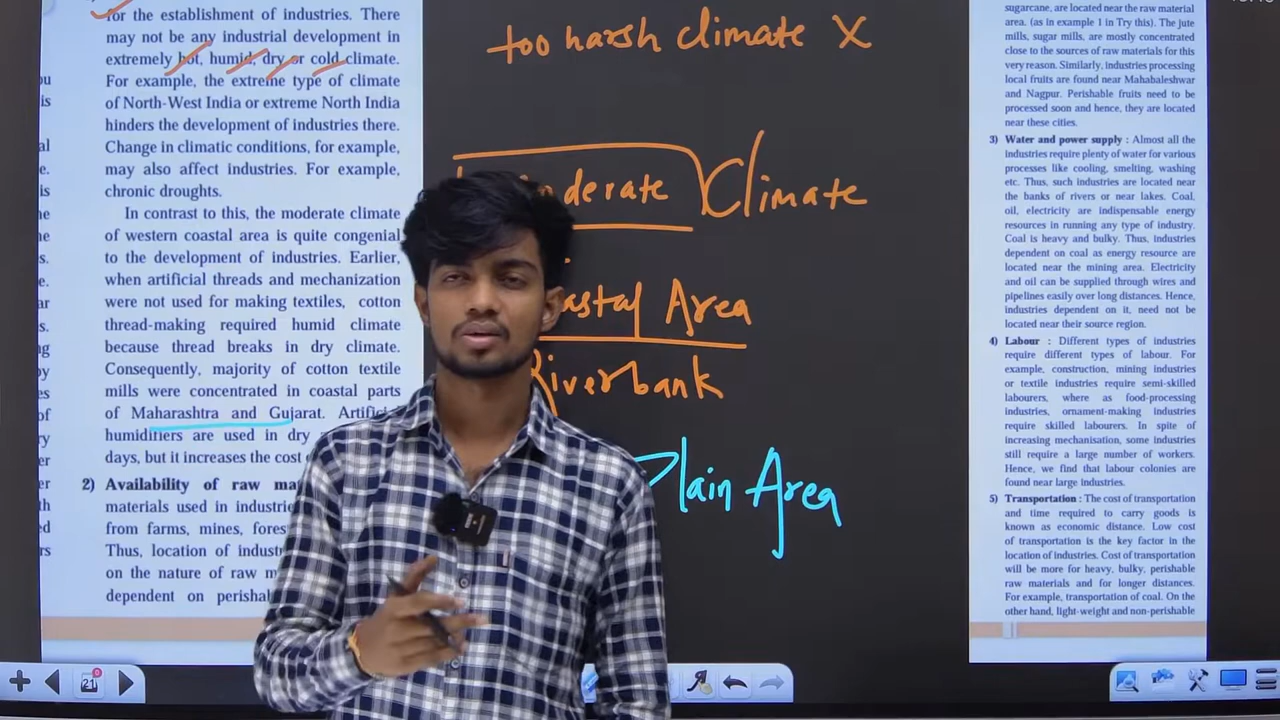 for the establishment of industries. There
may not be any industrial development in
extremely hot, humid, dry or cold climate.
For example, the extreme type of climate
of North-West India or extreme North India
hinders the development of industries there.
Change in climatic conditions, for example,
may also affect industries. For example,
chronic droughts.
In contrast to this, the moderate climate
of western coastal area is quite congenial
to the development of industries. Earlier,
when artificial threads and mechanization
were not used for making textiles, cotton
thread-making required humid climate
because thread breaks in dry climate.
Consequently, majority of cotton textile
mills were concentrated in coastal parts
of Maharashtra and Gujarat.
humidifiers are used in dry
days, but it increases the cost
2) Availability of raw
materials used in
from farms, mines,
Thus, location of
on the nature of raw
dependent on
ou
is
al
e.
is
ne
s.
e.
ar
s.
ng
by
es
of
ry
er
er
th
ed
rs
too harsh climate X
Climate
Area
Riverbank
Plain Area
sugarcane, are located near the raw material
area. (as in example 1 in Try this). The jute
mills, sugar mills, are mostly concentrated
close to the sources of raw materials for this
very reason. Similarly, industries processing
local fruits are found near Mahabaleshwar
and Nagpur. Perishable fruits need to be
processed soon and hence, they are located
near these cities.
3) Water and power supply : Almost all the
industries require plenty of water for various
processes like cooling, smelting, washing
etc. Thus, such industries are located near
the banks of rivers or near lakes. Coal,
oil, electricity are indispensable energy
resources in running any type of industry.
Coal is heavy and bulky. Thus, industries
dependent on coal as energy resource are
located near the mining area. Electricity
and oil can be supplied through wires and
pipelines easily over long distances. Hence,
industries dependent on it, need not be
located near their source region.
4) Labour : Different types of industries
require different types of labour. For
example, construction, mining industries
or textile industries require semi-skilled
labourers, where as food-processing
industries, ornament-making industries
require skilled labourers. In spite of
increasing mechanisation, some industries
still require a large number of workers.
Hence, we find that labour colonies are
found near large industries.
5) Transportation : The cost of transportation
and time required to carry goods is
known as economic distance. Low cost
of transportation is the key factor in the
location of industries. Cost of transportation
will be more for heavy, bulky, perishable
raw materials and for longer distances.
For example, transportation of coal. On the
other hand, light-weight and non-perishable
21